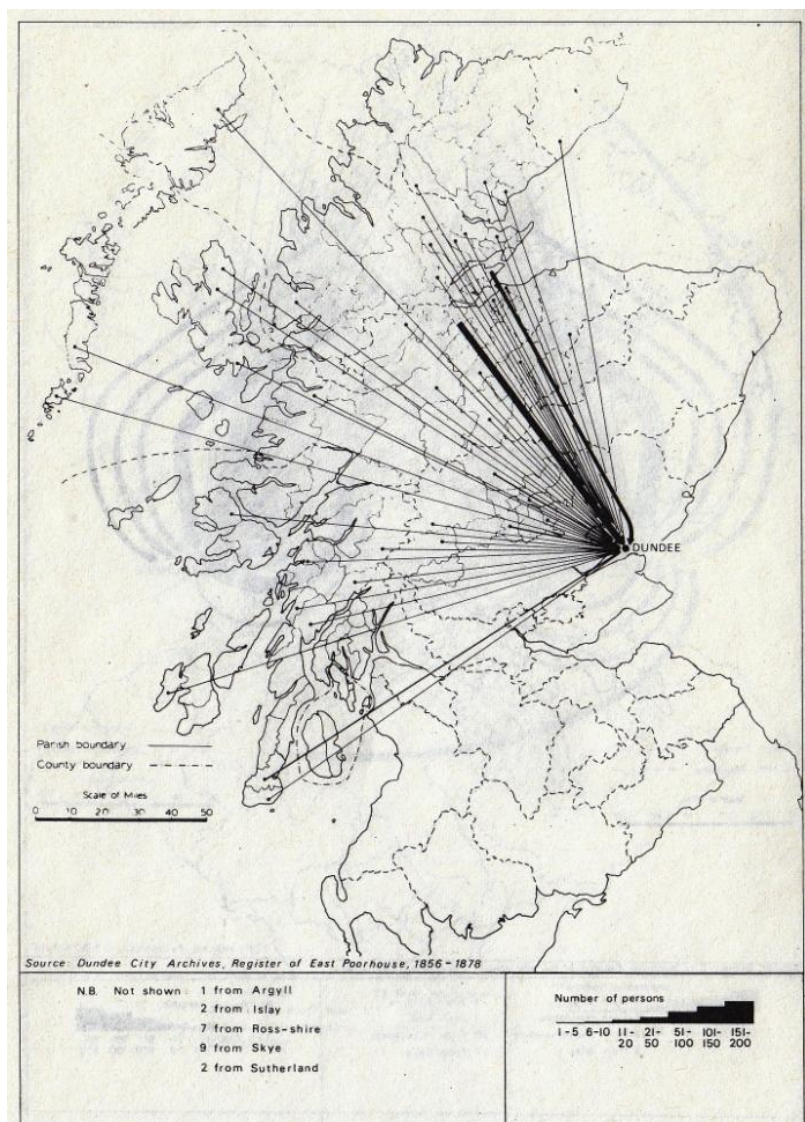 DUNDEE
Parish boundary
County boundary
Scale of Miles
0 10 20 30 40 50
Source: Dundee City Archives, Register of East Poorhouse, 1856-1878
N.B. Not shown: 1 from Argyll
2 from Islay
7 from Ross-shire
9 from Skye
2 from Sutherland
Number of persons
1-5 6-10 11-20 21-50 51-100 101-150 151-200